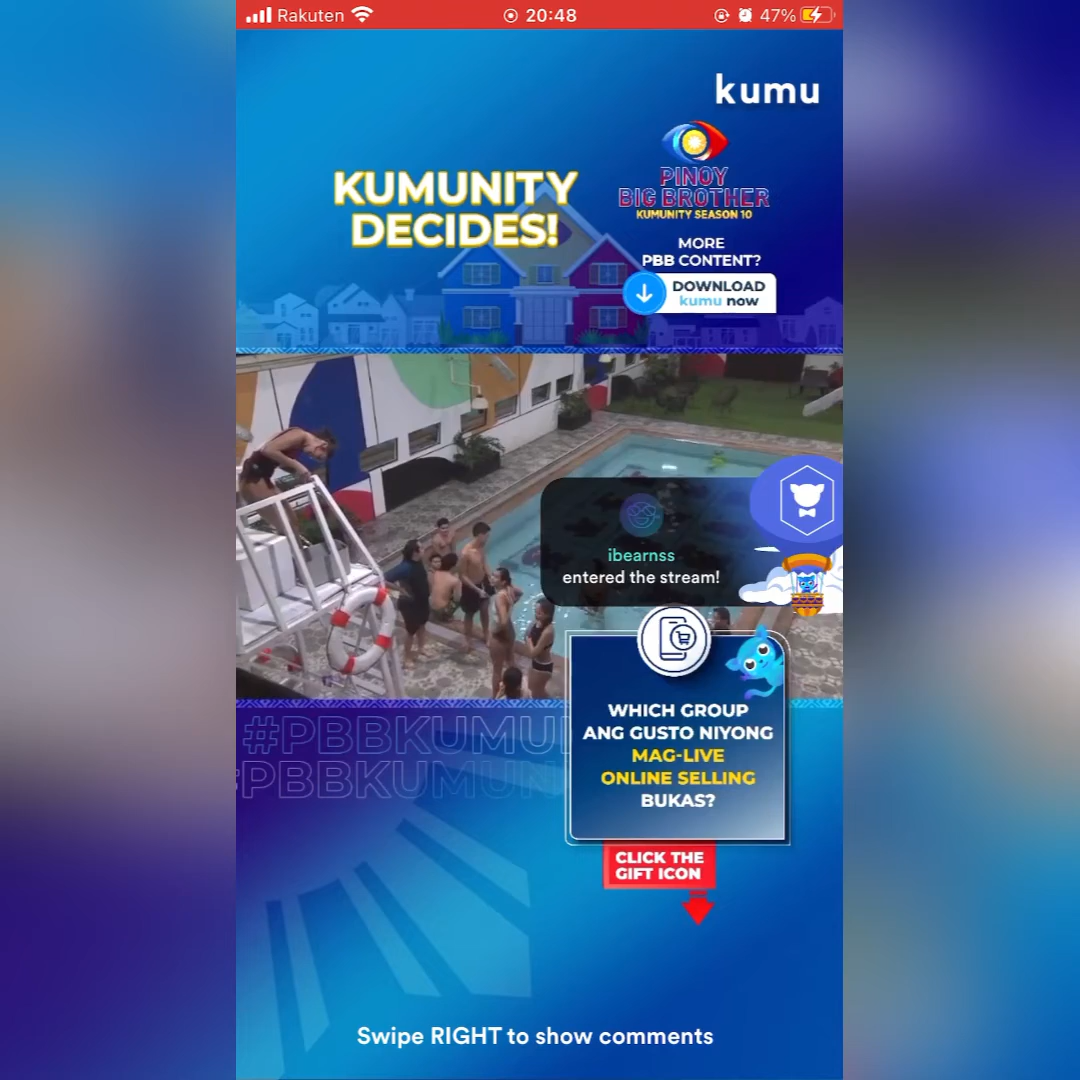 Rakuten
20:48
47%
kumu
KUMUNITY
DECIDES!
PINOY
BIG BROTHER
KUMUNITY SEASON 10
MORE
PBB CONTENT?
DOWNLOAD
kumu now
ibearnss
entered the stream!
WHICH GROUP
ANG GUSTO NIYONG
MAG-LIVE
ONLINE SELLING
BUKAS?
#PBBKUMU
#PBBKUMUN
CLICK THE
GIFT ICON
Swipe RIGHT to show comments